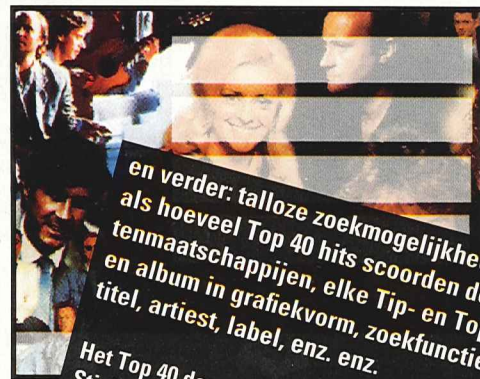 en verder: talloze zoekmogelijkhe
als hoeveel Top 40 hits scoorden d
tenmaatschappijen, elke Tip- en Top
en album in grafiekvorm, zoekfunctie
titel, artiest, label, enz. enz.
Het Top 40 d